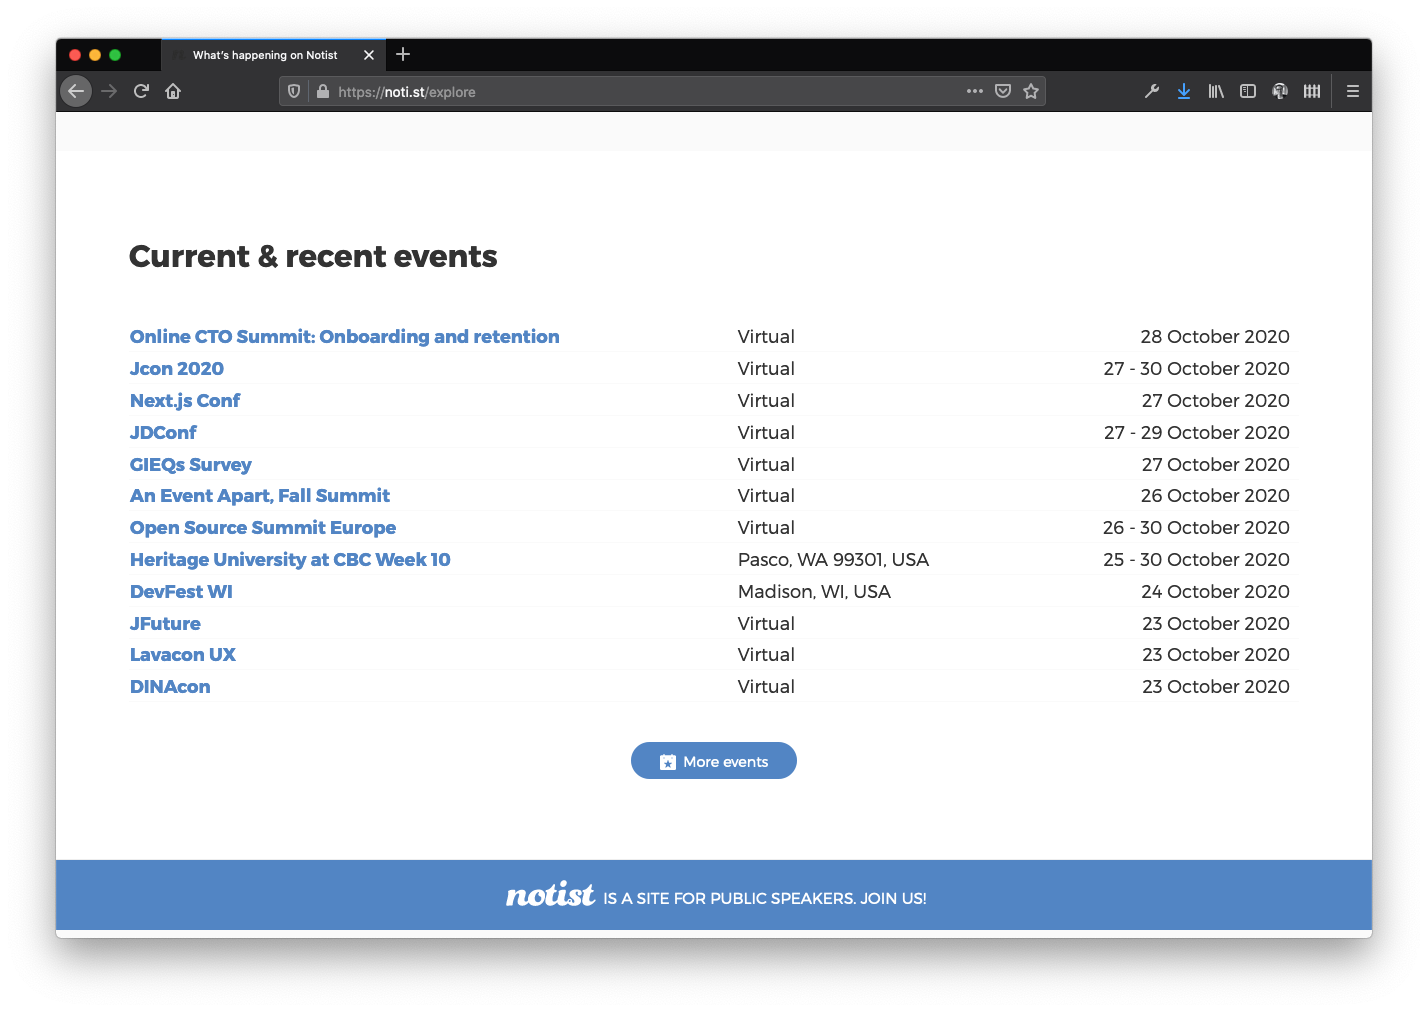 What's happening on Notist
https://noti.st/explore
Current & recent events
Online CTO Summit: Onboarding and retention Virtual 28 October 2020
Jcon 2020 Virtual 27 - 30 October 2020
Next.js Conf Virtual 27 October 2020
JDConf Virtual 27 - 29 October 2020
GIEQs Survey Virtual 27 October 2020
An Event Apart, Fall Summit Virtual 26 October 2020
Open Source Summit Europe Virtual 26 - 30 October 2020
Heritage University at CBC Week 10 Pasco, WA 99301, USA 25 - 30 October 2020
DevFest WI Madison, WI, USA 24 October 2020
JFuture Virtual 23 October 2020
Lavacon UX Virtual 23 October 2020
DINAcon Virtual 23 October 2020
More events
notist IS A SITE FOR PUBLIC SPEAKERS. JOIN US!